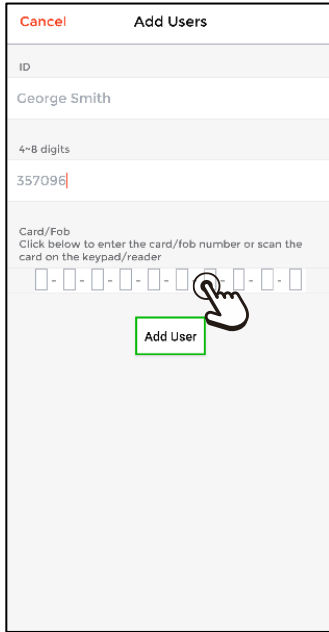 Cancel Add Users
ID
George Smith
4~8 digits
357096
Card/Fob
Click below to enter the card/fob number or scan the
card on the keypad/reader
- - - - - - - - -
Add User